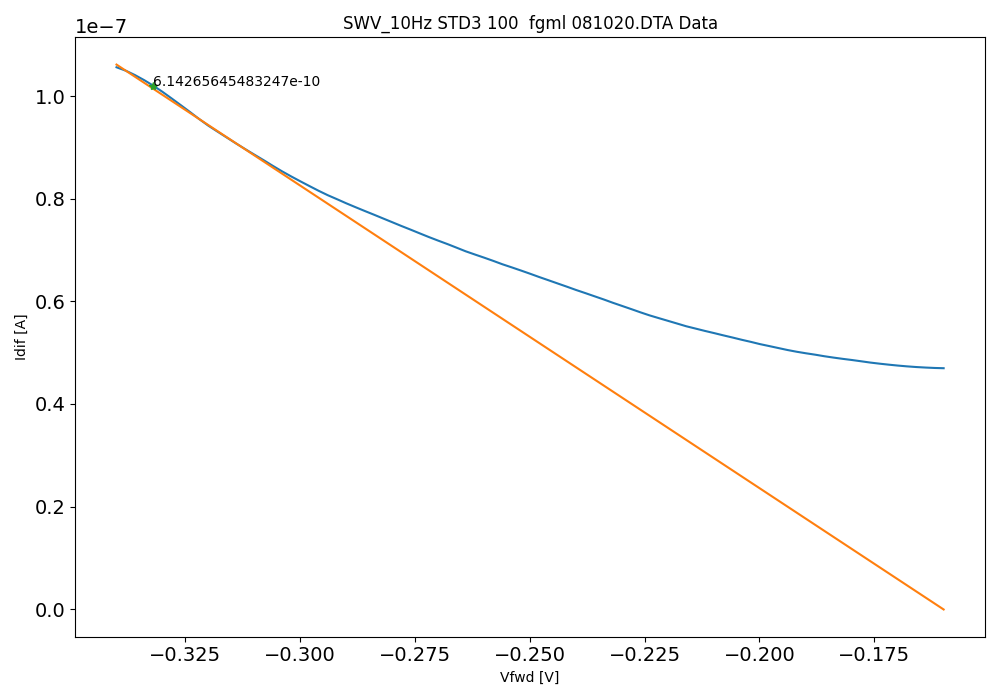 SWV_10Hz STD3 100  fgml 081020.DTA Data
1e−7
6.14265645483247e-10
1.0
0.8
0.6
0.4
0.2
0.0
Idif [A]
−0.325 −0.300 −0.275 −0.250 −0.225 −0.200 −0.175
Vfwd [V]